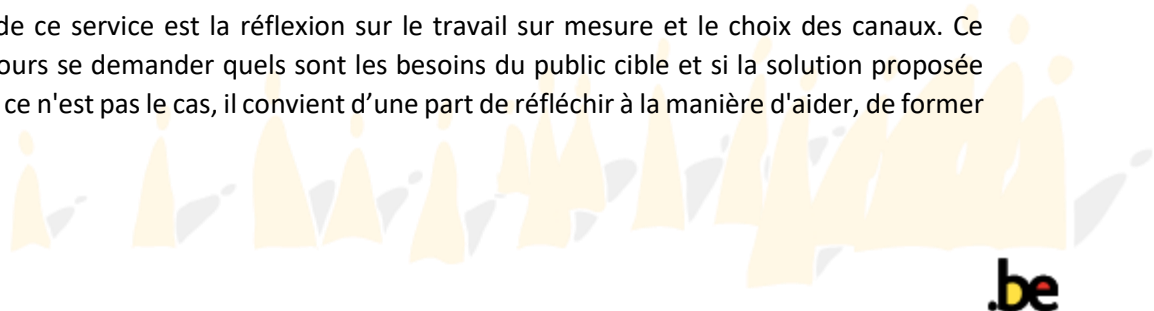 de ce service est la réflexion sur le travail sur mesure et le choix des canaux. Ce
ours se demander quels sont les besoins du public cible et si la solution proposée
ce n'est pas le cas, il convient d’une part de réfléchir à la manière d'aider, de former
.be